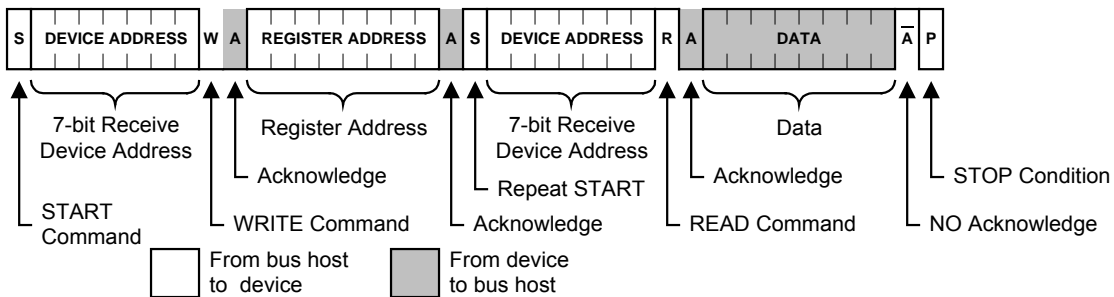 S DEVICE ADDRESS W A REGISTER ADDRESS A S DEVICE ADDRESS R A DATA A̅ P
7-bit Receive
Device Address
Register Address
7-bit Receive
Device Address
Data
Acknowledge
Repeat START
Acknowledge
STOP Condition
START
Command
WRITE Command
Acknowledge
READ Command
NO Acknowledge
From bus host
to device
From device
to bus host